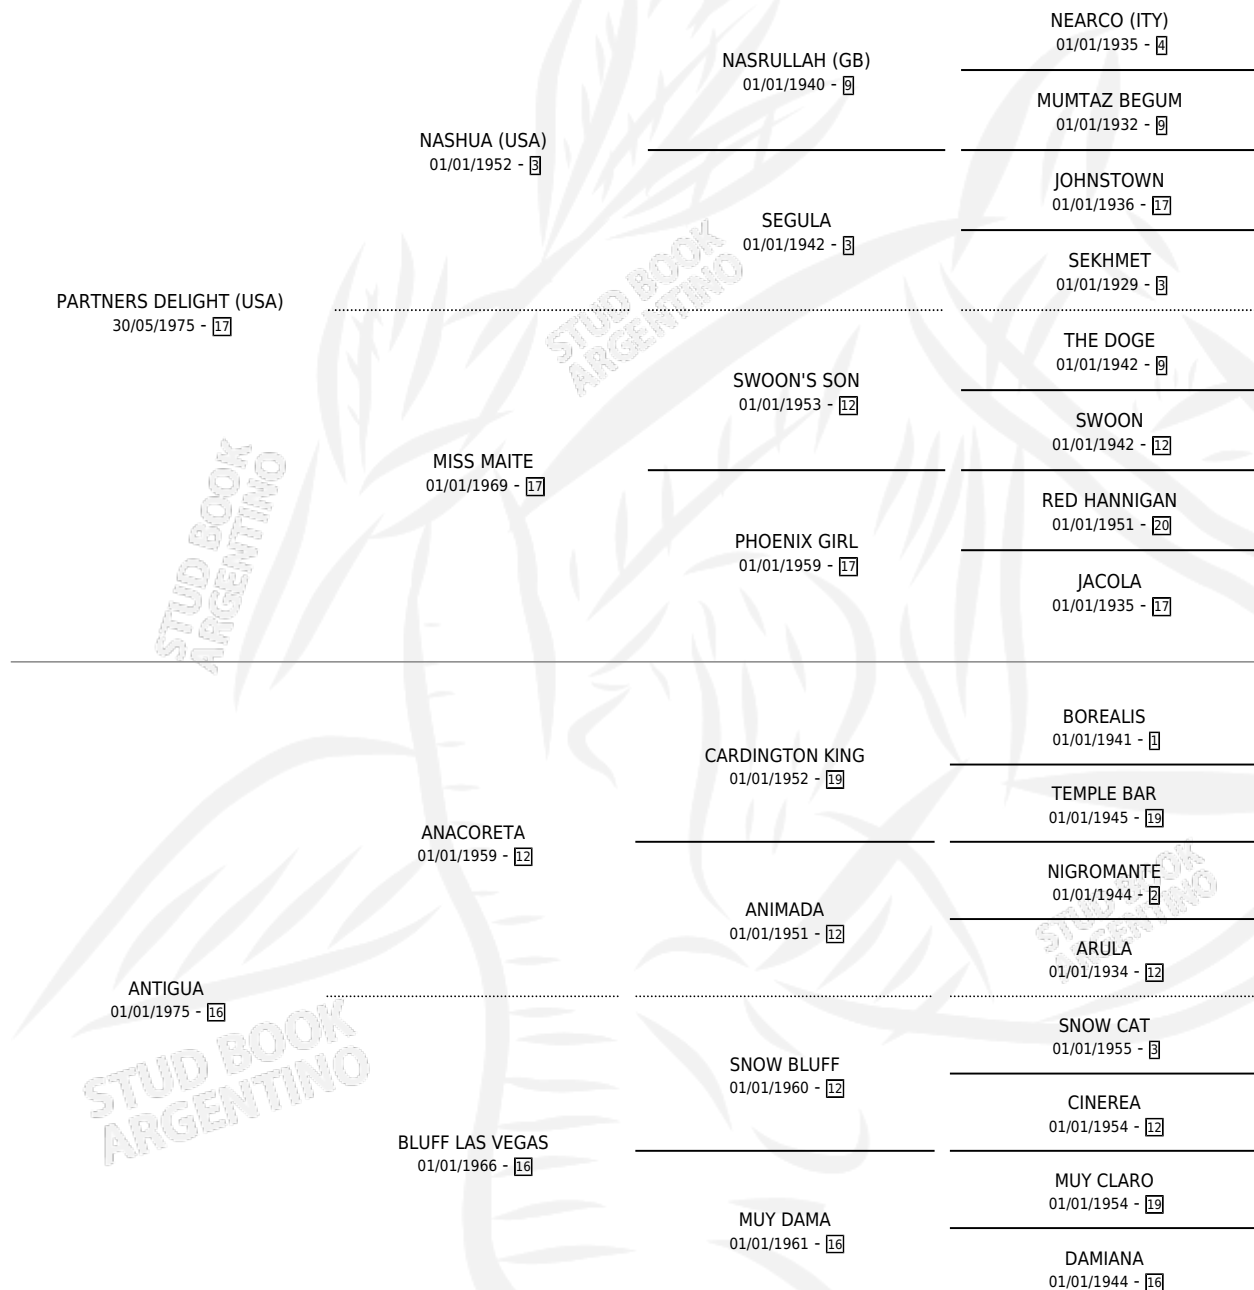 NEARCO (ITY)
01/01/1935 - 4
NASRULLAH (GB)
01/01/1940 - 9
MUMTAZ BEGUM
01/01/1932 - 9
NASHUA (USA)
01/01/1952 - 3
JOHNSTOWN
01/01/1936 - 17
SEGULA
01/01/1942 - 3
SEKHMET
01/01/1929 - 3
PARTNERS DELIGHT (USA)
30/05/1975 - 17
STUD BOOK
ARGENTINO
THE DOGE
01/01/1942 - 9
SWOON'S SON
01/01/1953 - 12
SWOON
01/01/1942 - 12
MISS MAITE
01/01/1969 - 17
RED HANNIGAN
01/01/1951 - 20
PHOENIX GIRL
01/01/1959 - 17
JACOLA
01/01/1935 - 17
STUD BOOK
ARGENTINO
BOREALIS
01/01/1941 - 1
CARDINGTON KING
01/01/1952 - 19
TEMPLE BAR
01/01/1945 - 19
ANACORETA
01/01/1959 - 12
NIGROMANTE
01/01/1944 - 2
ANIMADA
01/01/1951 - 12
STUD BOOK
ARGENTINO
ARULA
01/01/1934 - 12
ANTIGUA
01/01/1975 - 16
STUD BOOK
ARGENTINO
SNOW CAT
01/01/1955 - 3
SNOW BLUFF
01/01/1960 - 12
CINEREA
01/01/1954 - 12
BLUFF LAS VEGAS
01/01/1966 - 16
MUY CLARO
01/01/1954 - 19
MUY DAMA
01/01/1961 - 16
DAMIANA
01/01/1944 - 16